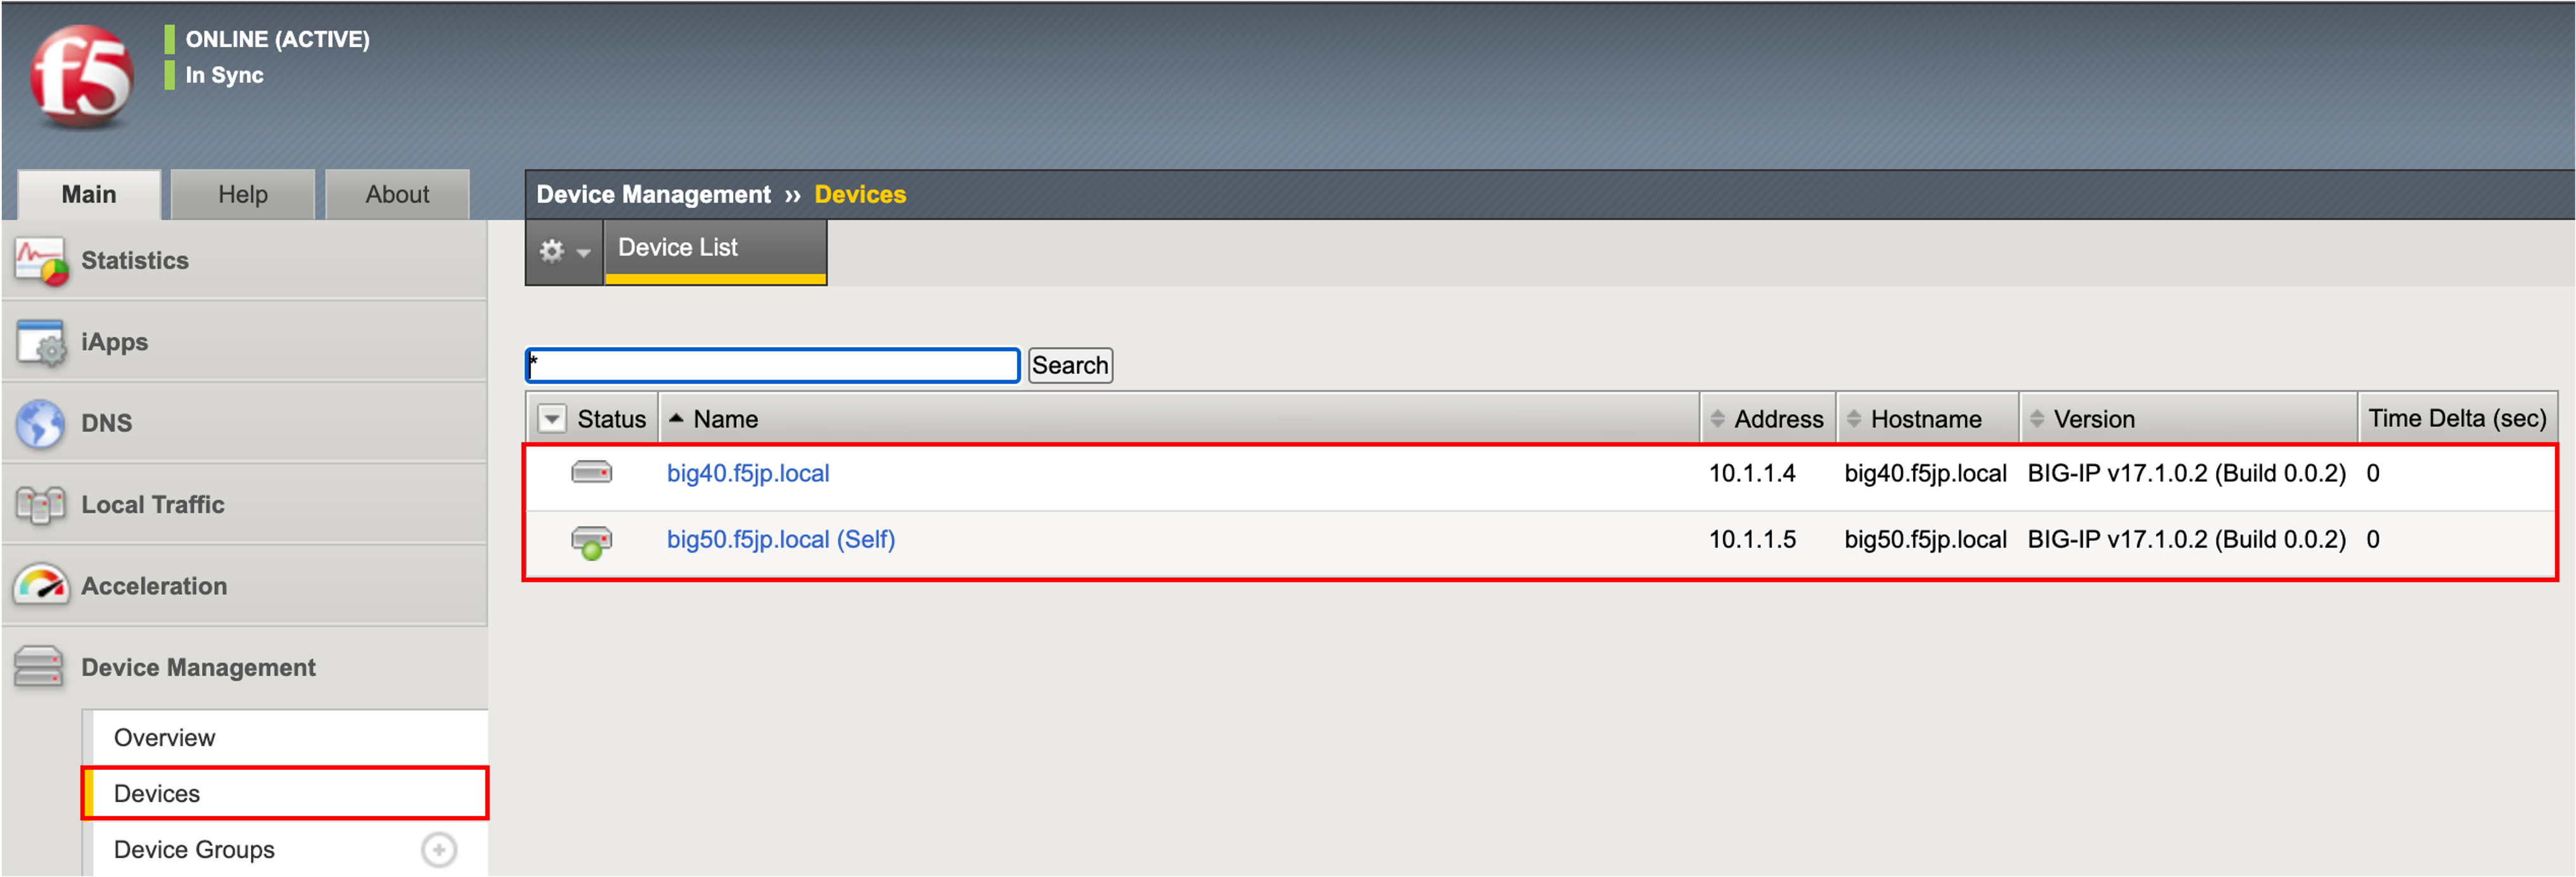 f5
ONLINE (ACTIVE)
In Sync
Main Help About
Device Management ›› Devices
Device List
Statistics
iApps
DNS
Local Traffic
Acceleration
Device Management
Overview
Devices
Device Groups
* Search
Status Name Address Hostname Version Time Delta (sec)
big40.f5jp.local 10.1.1.4 big40.f5jp.local BIG-IP v17.1.0.2 (Build 0.0.2) 0
big50.f5jp.local (Self) 10.1.1.5 big50.f5jp.local BIG-IP v17.1.0.2 (Build 0.0.2) 0